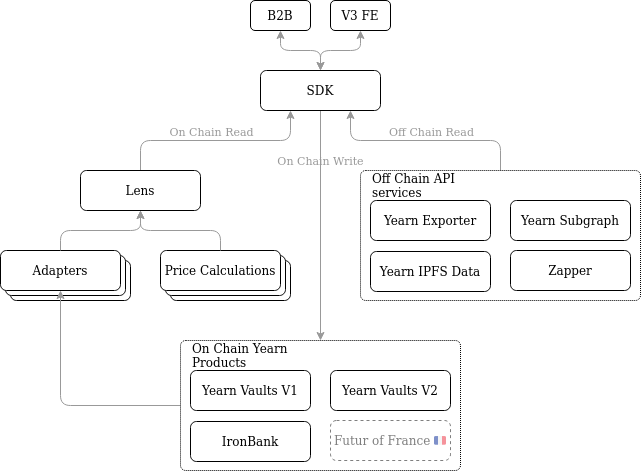 B2B
V3 FE
SDK
On Chain Read
Off Chain Read
On Chain Write
Lens
Off Chain API
services
Yearn Exporter
Yearn Subgraph
Yearn IPFS Data
Zapper
Adapters
Price Calculations
On Chain Yearn
Products
Yearn Vaults V1
Yearn Vaults V2
IronBank
Futur of France 🇫🇷